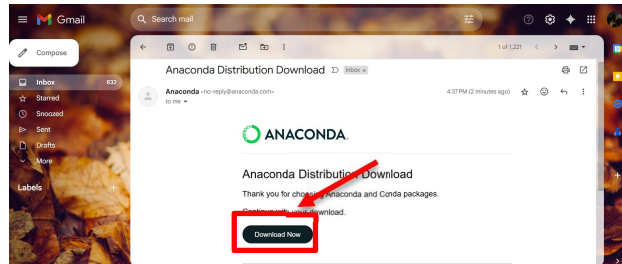 Gmail
Search mail
Compose
1 of 1,221
Inbox 832
Starred
Snoozed
Sent
Drafts
More
Labels
Anaconda Distribution Download
Inbox x
Anaconda <no-reply@anaconda.com>
4:37 PM (2 minutes ago)
to me
ANACONDA.
Anaconda Distribution Download
Thank you for choosing Anaconda and Conda packages.
Continue with your download.
Download Now